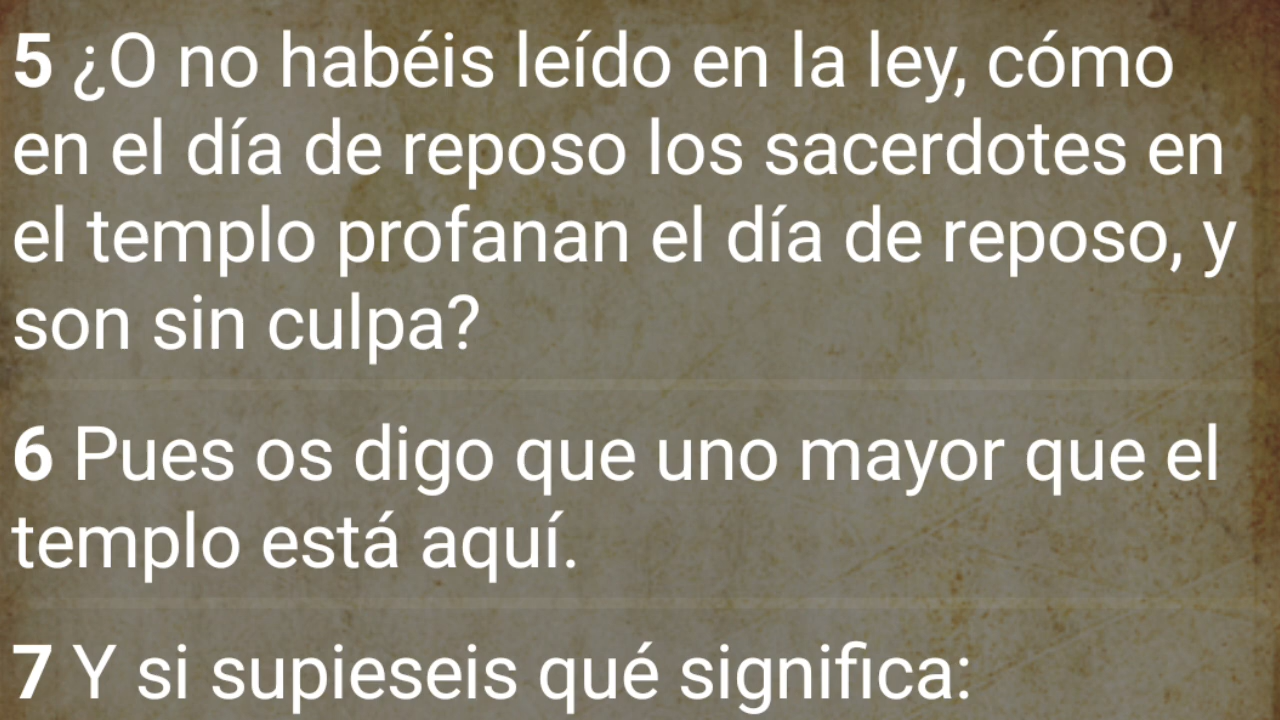 5 ¿O no habéis leído en la ley, cómo
en el día de reposo los sacerdotes en
el templo profanan el día de reposo, y
son sin culpa?
6 Pues os digo que uno mayor que el
templo está aquí.
7 Y si supieseis qué significa: